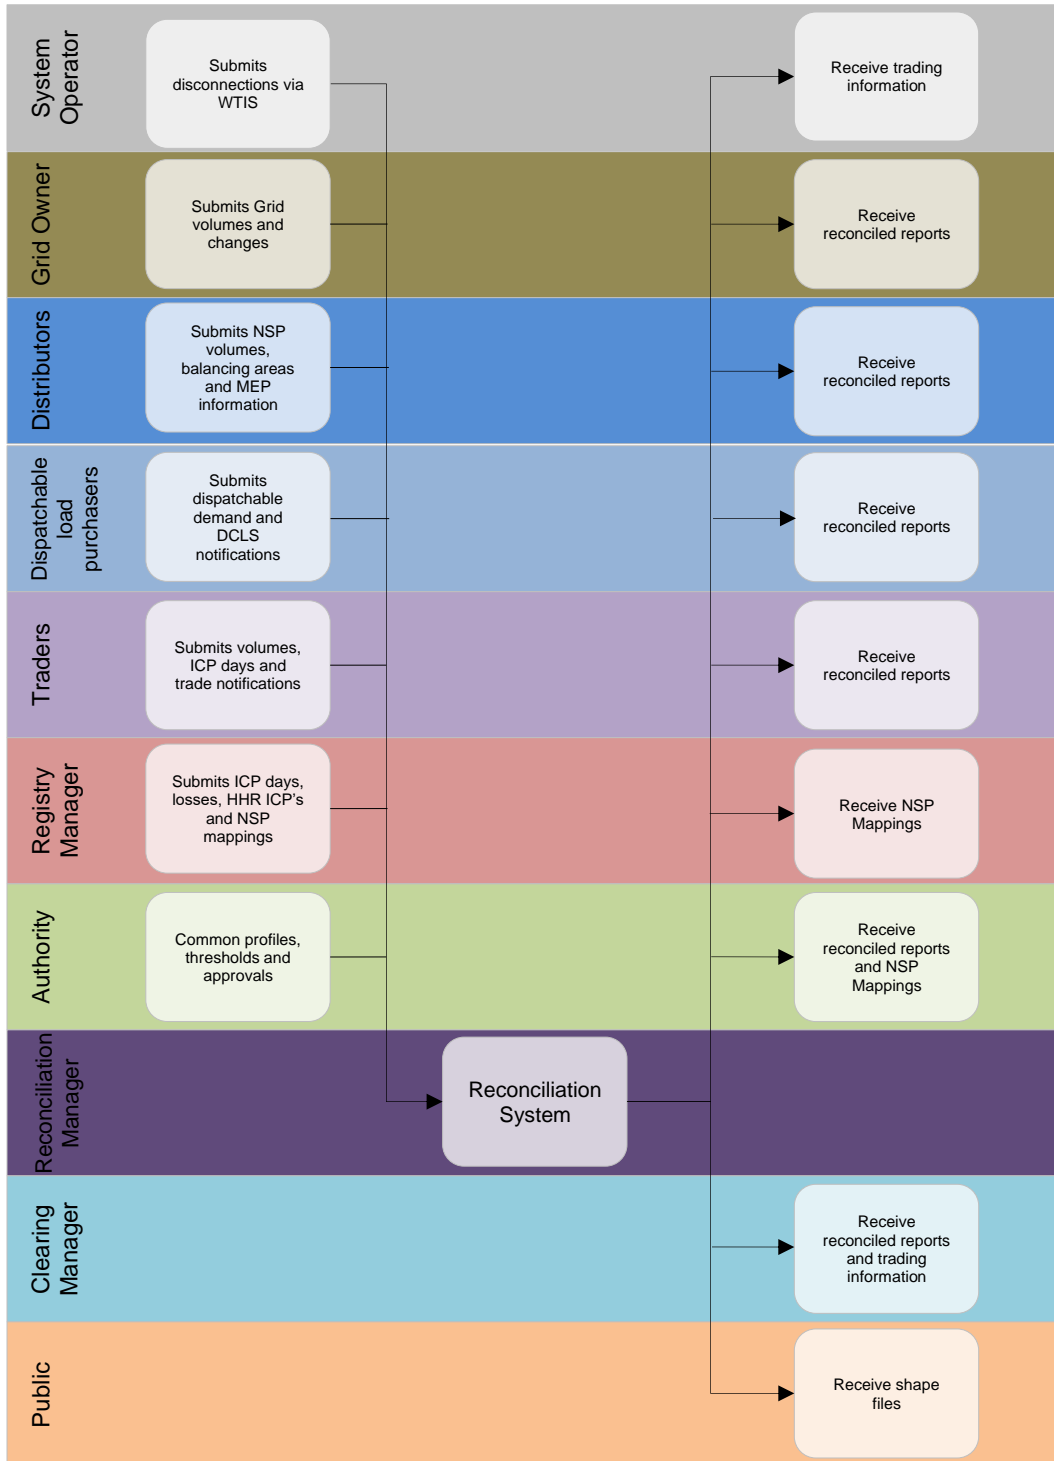 System
Operator
Submits
disconnections via
WTIS
Receive trading
information
Grid Owner
Submits Grid
volumes and
changes
Receive
reconciled reports
Distributors
Submits NSP
volumes,
balancing areas
and MEP
information
Receive
reconciled reports
Dispatchable
load
purchasers
Submits
dispatchable
demand and
DCLS
notifications
Receive
reconciled reports
Traders
Submits volumes,
ICP days and
trade notifications
Receive
reconciled reports
Registry
Manager
Submits ICP days,
losses, HHR ICP's
and NSP
mappings
Receive NSP
Mappings
Authority
Common profiles,
thresholds and
approvals
Receive
reconciled reports
and NSP
Mappings
Reconciliation
Manager
Reconciliation
System
Clearing
Manager
Receive
reconciled reports
and trading
information
Public
Receive shape
files